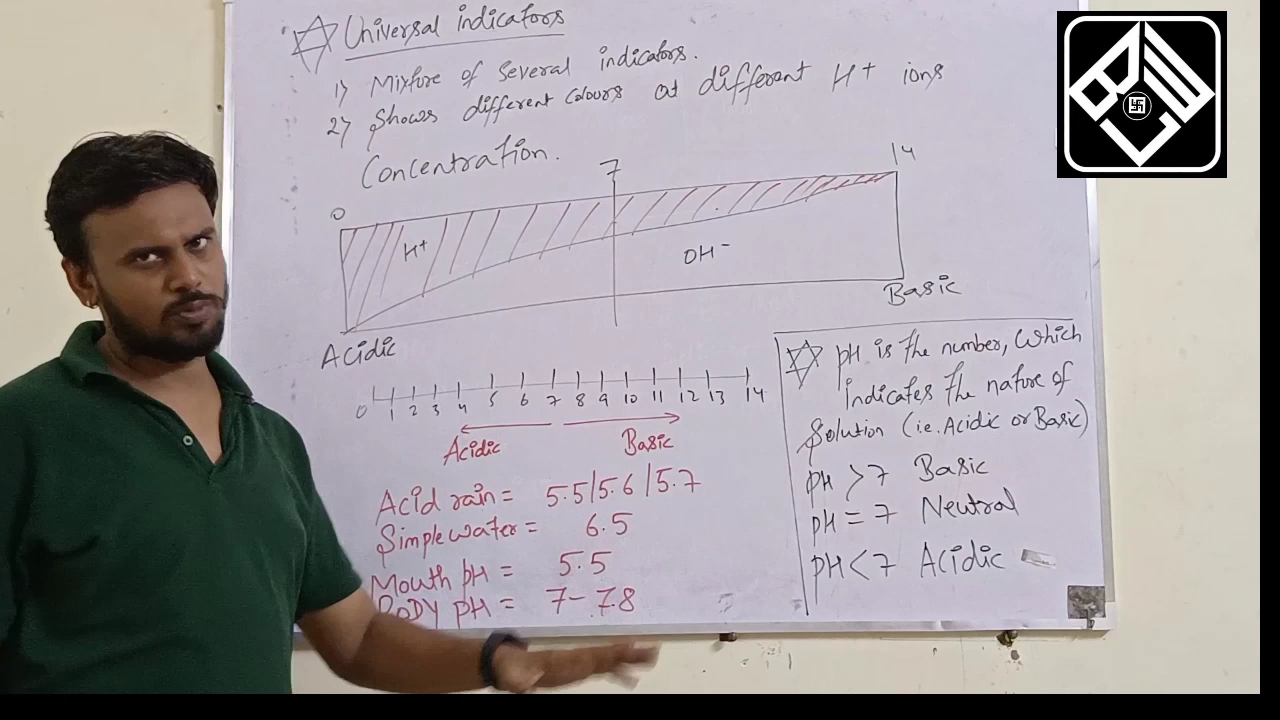 Universal indicators
1) Mixture of Several indicators.
2) Shows different Colours at different H+ ions
Concentration.
0 7 14
H+ OH-
Acidic Basic
0 1 2 3 4 5 6 7 8 9 10 11 12 13 14
Acidic Basic
Acid rain = 5.5/5.6/5.7
Simple water = 6.5
Mouth pH = 5.5
BODY pH = 7- 7.8
pH is the number, Which
indicates the nature of
Solution (ie. Acidic or Basic)
pH > 7 Basic
pH = 7 Neutral
pH < 7 Acidic